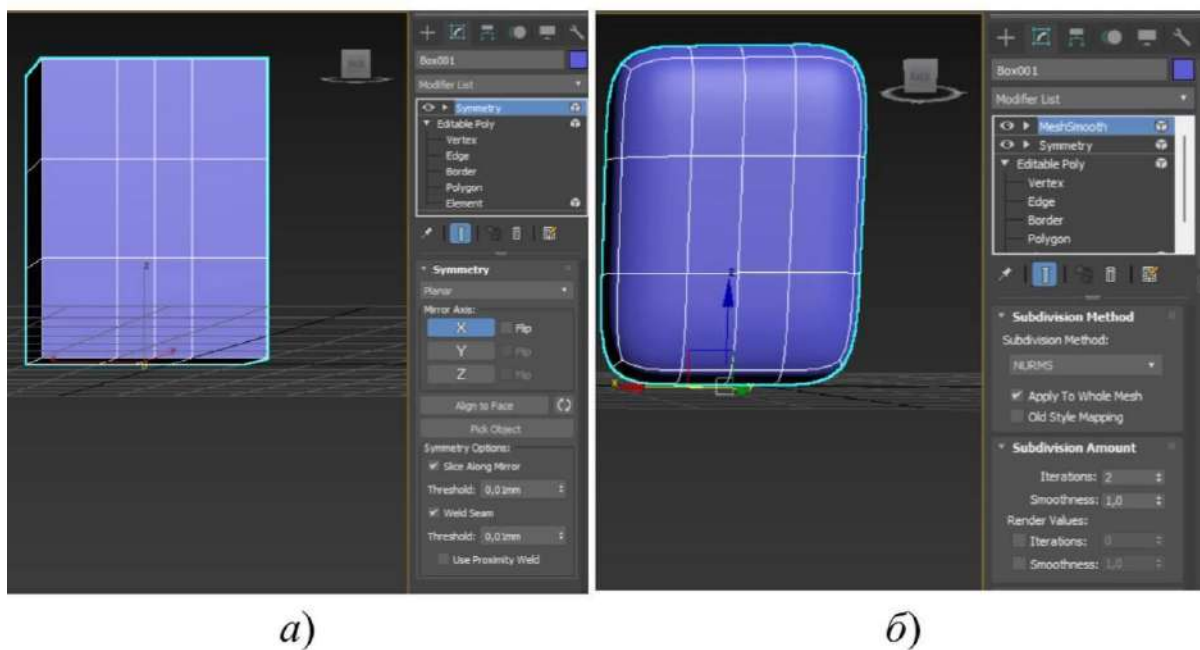 Box001
Modifier List
Symmetry
Editable Poly
Vertex
Edge
Border
Polygon
Element
Symmetry
Planar
Mirror Axis:
X Flip
Y Flip
Z Flip
Align to Face
Pick Object
Symmetry Options:
Slice Along Mirror
Threshold: 0,01mm
Weld Seam
Threshold: 0,01mm
Use Proximity Weld
а)
Box001
Modifier List
MeshSmooth
Symmetry
Editable Poly
Vertex
Edge
Border
Polygon
Subdivision Method
Subdivision Method:
NURMS
Apply To Whole Mesh
Old Style Mapping
Subdivision Amount
Iterations: 2
Smoothness: 1,0
Render Values:
Iterations: 0
Smoothness: 1,0
б)